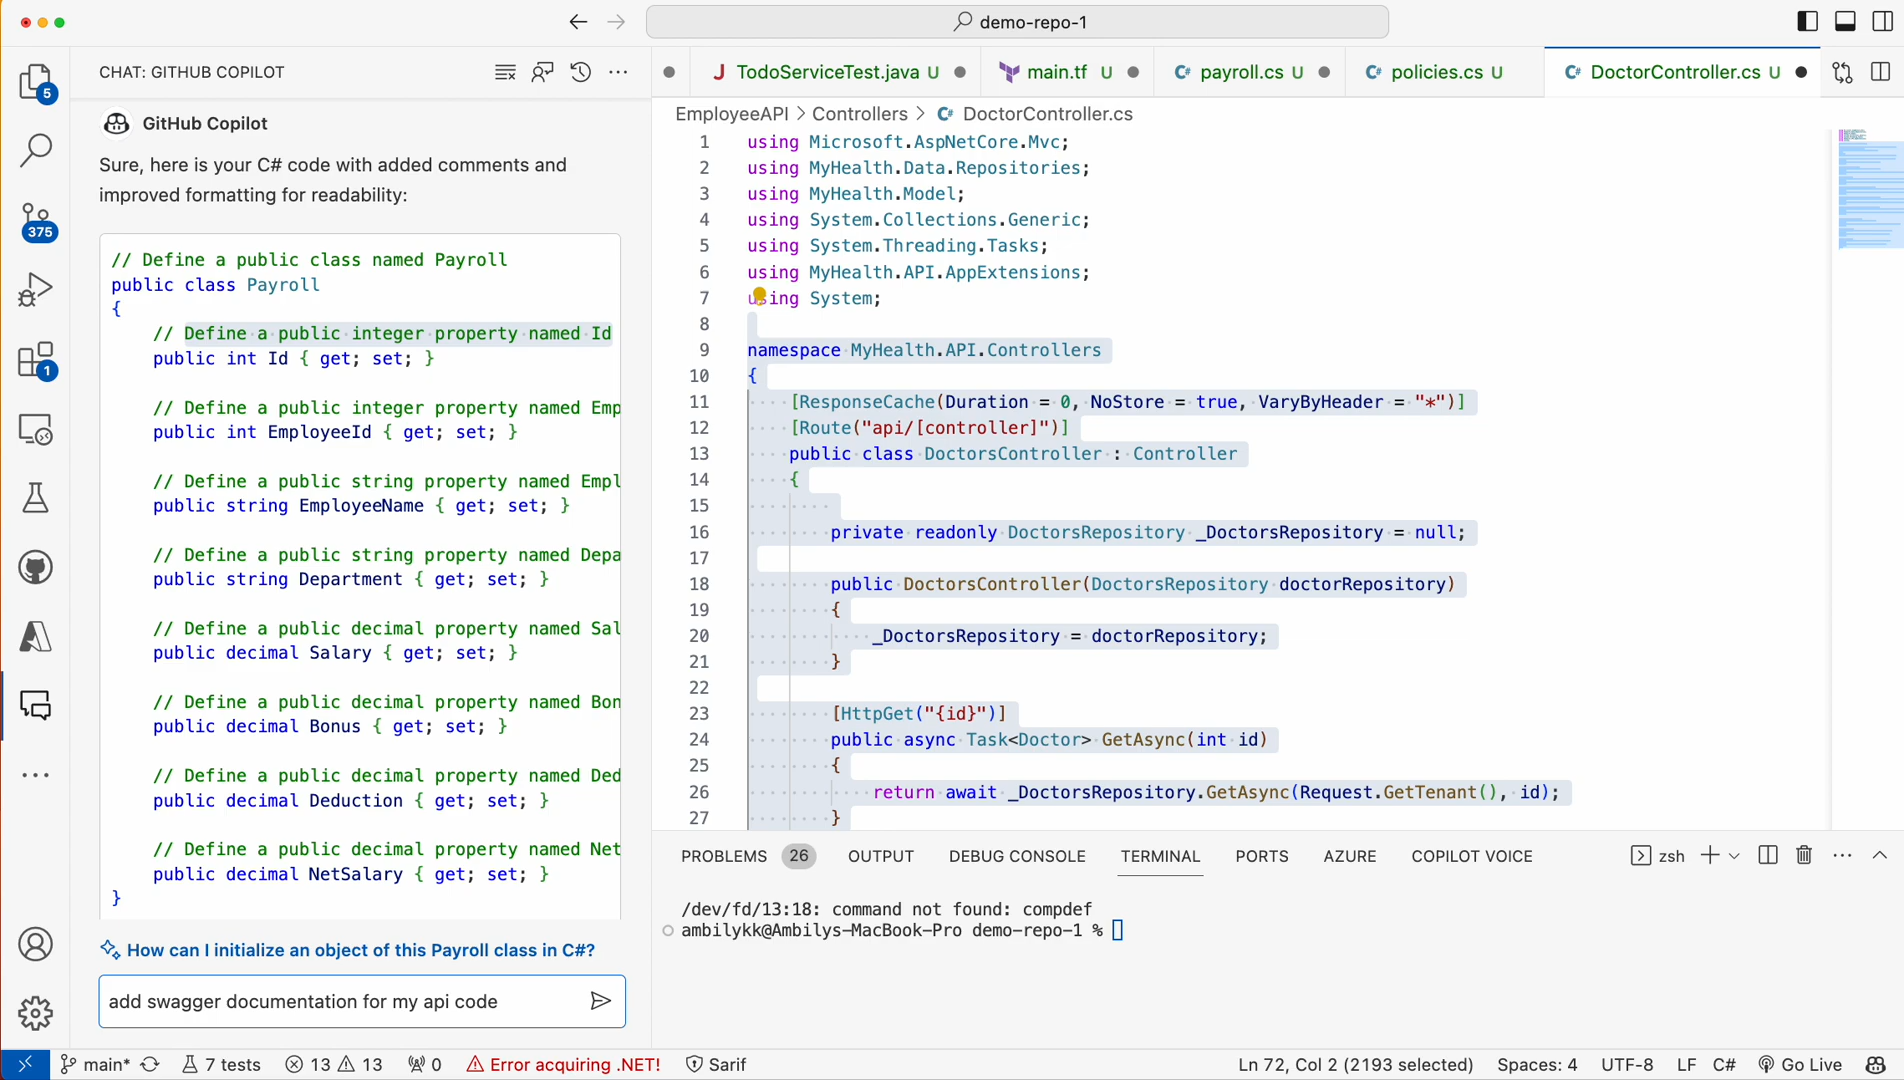 demo-repo-1
CHAT: GITHUB COPILOT
J TodoServiceTest.java U
main.tf U
C# payroll.cs U
C# policies.cs U
C# DoctorController.cs U
5
375
1
GitHub Copilot
Sure, here is your C# code with added comments and
improved formatting for readability:
// Define a public class named Payroll
public class Payroll
{
// Define a public integer property named Id
public int Id { get; set; }
// Define a public integer property named Emp
public int EmployeeId { get; set; }
// Define a public string property named Empl
public string EmployeeName { get; set; }
// Define a public string property named Depa
public string Department { get; set; }
// Define a public decimal property named Sal
public decimal Salary { get; set; }
// Define a public decimal property named Bon
public decimal Bonus { get; set; }
// Define a public decimal property named Ded
public decimal Deduction { get; set; }
// Define a public decimal property named Net
public decimal NetSalary { get; set; }
}
How can I initialize an object of this Payroll class in C#?
add swagger documentation for my api code
EmployeeAPI > Controllers > C# DoctorController.cs
1 using Microsoft.AspNetCore.Mvc;
2 using MyHealth.Data.Repositories;
3 using MyHealth.Model;
4 using System.Collections.Generic;
5 using System.Threading.Tasks;
6 using MyHealth.API.AppExtensions;
7 using System;
8
9 namespace MyHealth.API.Controllers
10 {
11 [ResponseCache(Duration = 0, NoStore = true, VaryByHeader = "*")]
12 [Route("api/[controller]")]
13 public class DoctorsController : Controller
14 {
15
16 private readonly DoctorsRepository _DoctorsRepository = null;
17
18 public DoctorsController(DoctorsRepository doctorRepository)
19 {
20 _DoctorsRepository = doctorRepository;
21 }
22
23 [HttpGet("{id}")]
24 public async Task<Doctor> GetAsync(int id)
25 {
26 return await _DoctorsRepository.GetAsync(Request.GetTenant(), id);
27 }
PROBLEMS 26 OUTPUT DEBUG CONSOLE TERMINAL PORTS AZURE COPILOT VOICE
zsh
/dev/fd/13:18: command not found: compdef
ambilykk@Ambilys-MacBook-Pro demo-repo-1 %
main* 7 tests 13 13 0 Error acquiring .NET! Sarif
Ln 72, Col 2 (2193 selected) Spaces: 4 UTF-8 LF C# Go Live